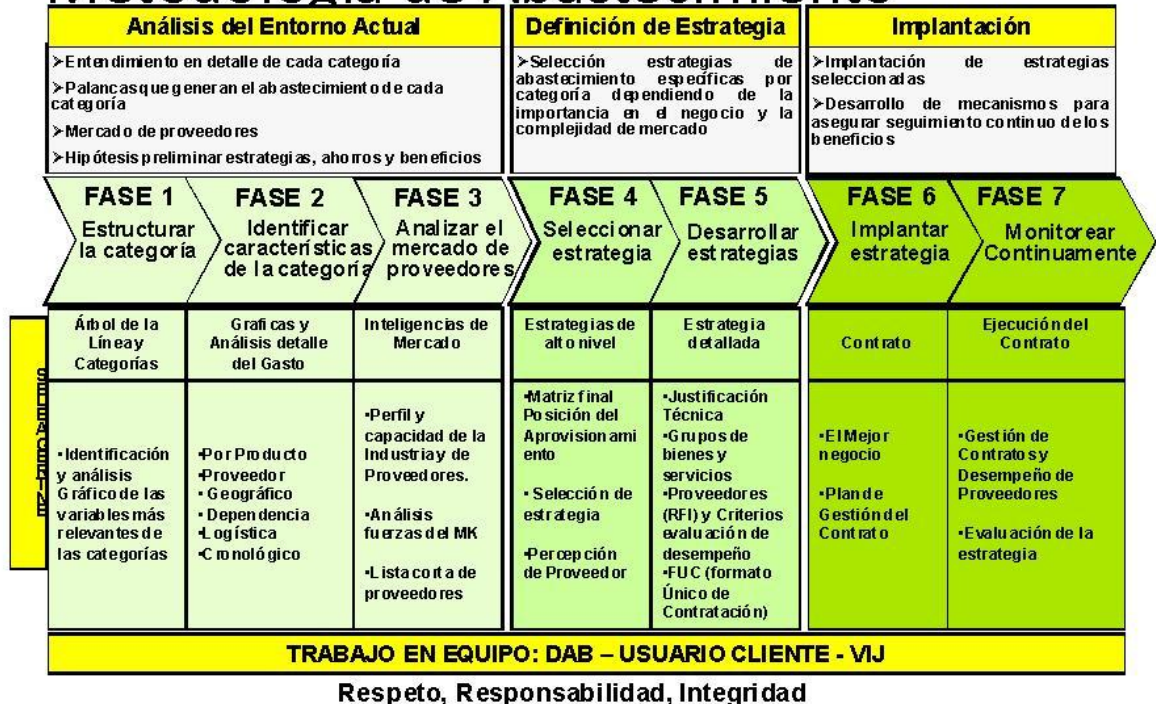 Metodología de Abastecimiento
Análisis del Entorno Actual
Definición de Estrategia
Implantación
➢Entendimiento en detalle de cada categoría
➢Palancas que generan el abastecimiento de cada
categoría
➢Mercado de proveedores
➢Hipótesis preliminar estrategias, ahorros y beneficios
➢Selección estrategias de
abastecimiento específicas por
categoría dependiendo de la
importancia en el negocio y la
complejidad de mercado
➢Implantación de estrategias
seleccionadas
➢Desarrollo de mecanismos para
asegurar seguimiento continuo de los
beneficios
FASE 1
Estructurar
la categoría
FASE 2
Identificar
características
de la categoría
FASE 3
Analizar el
mercado de
proveedores
FASE 4
Seleccionar
estrategia
FASE 5
Desarrollar
estrategias
FASE 6
Implantar
estrategia
FASE 7
Monitorear
Continuamente
Árbol de la
Línea y
Categorías
Graficas y
Análisis detalle
del Gasto
Inteligencias de
Mercado
Estrategias de
alto nivel
Estrategia
detallada
Contrato
Ejecución del
Contrato
•Identificación
y análisis
Gráfico de las
variables más
relevantes de
las categorías
•Por Producto
•Proveedor
• Geográfico
• Dependencia
•Logística
•Cronológico
•Perfil y
capacidad de la
Industria y de
Proveedores.
•Análisis
fuerzas del MK
•Lista corta de
proveedores
•Matriz final
Posición del
Aprovisionami
ento
• Selección de
estrategia
•Percepción
de Proveedor
•Justificación
Técnica
•Grupos de
bienes y
servicios
•Proveedores
(RFI) y Criterios
evaluación de
desempeño
•FUC (formato
Único de
Contratación)
•El Mejor
negocio
•Plan de
Gestión del
Contrato
•Gestión de
Contratos y
Desempeño de
Proveedores
•Evaluación de la
estrategia
TRABAJO EN EQUIPO: DAB – USUARIO CLIENTE - VIJ
Respeto, Responsabilidad, Integridad